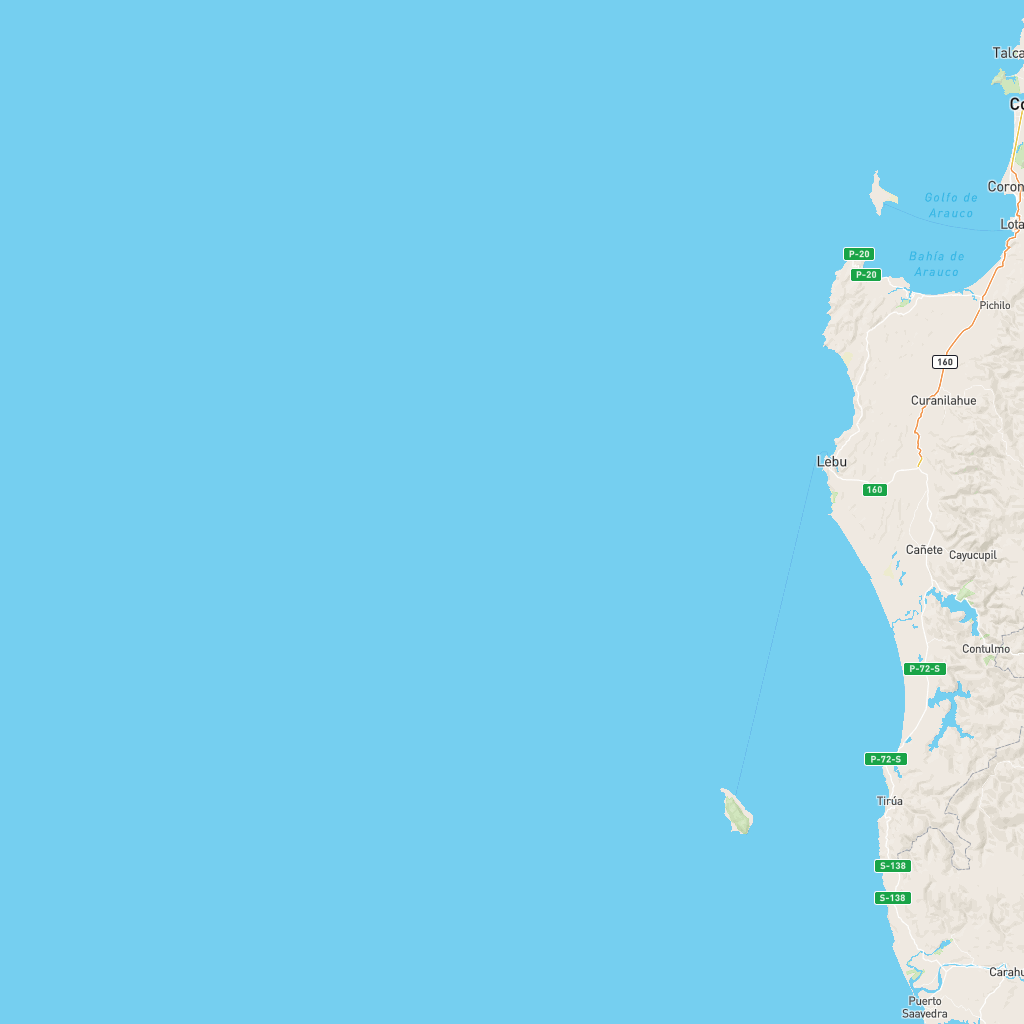 Talca
Co
Coron
Golfo de
Arauco
Lota
P-20
Bahía de
Arauco
P-20
Pichilo
160
Curanilahue
Lebu
160
Cañete
Cayucupil
Contulmo
P-72-S
P-72-S
Tirúa
S-138
S-138
Carahu
Puerto
Saavedra